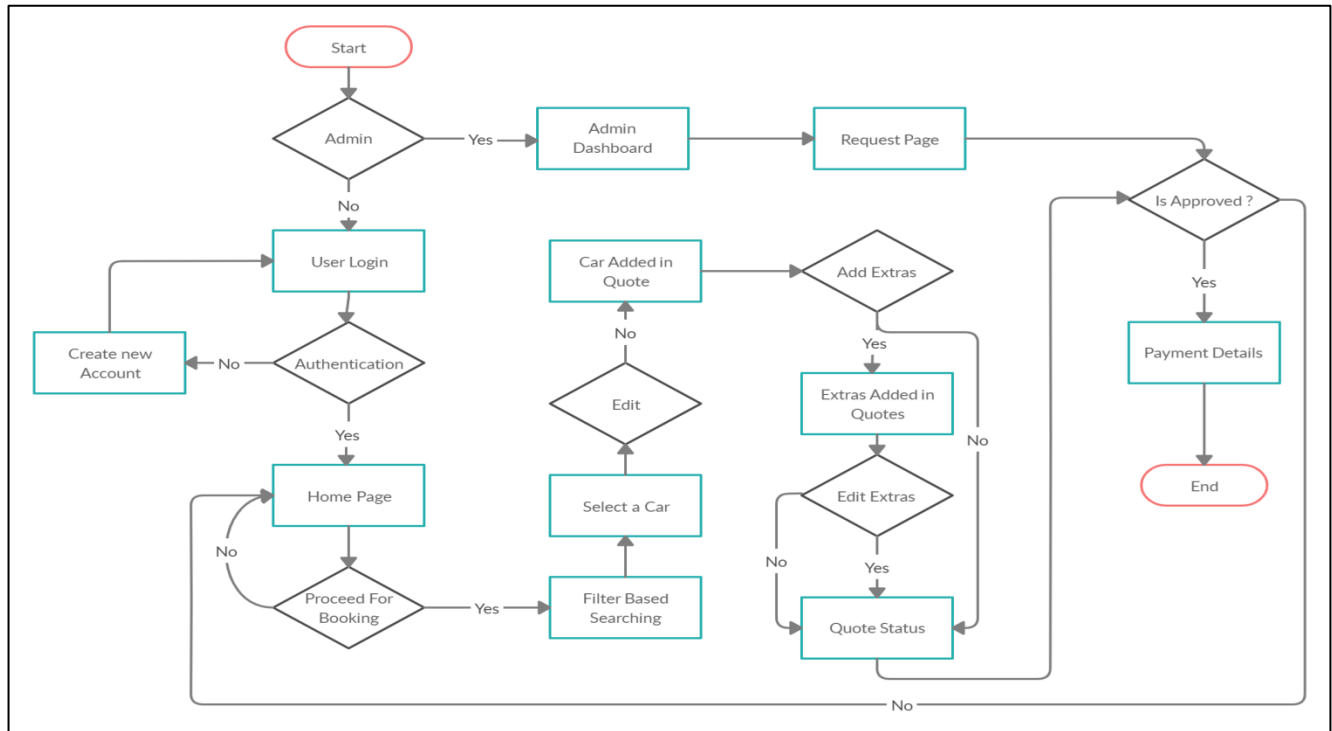 Start
Admin
Yes
Admin
Dashboard
Request Page
Is Approved ?
No
User Login
Car Added in
Quote
Add Extras
Yes
No
Yes
Create new
Account
No
Authentication
Payment Details
Edit
Extras Added in
Quotes
No
Yes
Home Page
Select a Car
Edit Extras
End
No
No
Yes
Proceed For
Booking
Yes
Filter Based
Searching
Quote Status
No